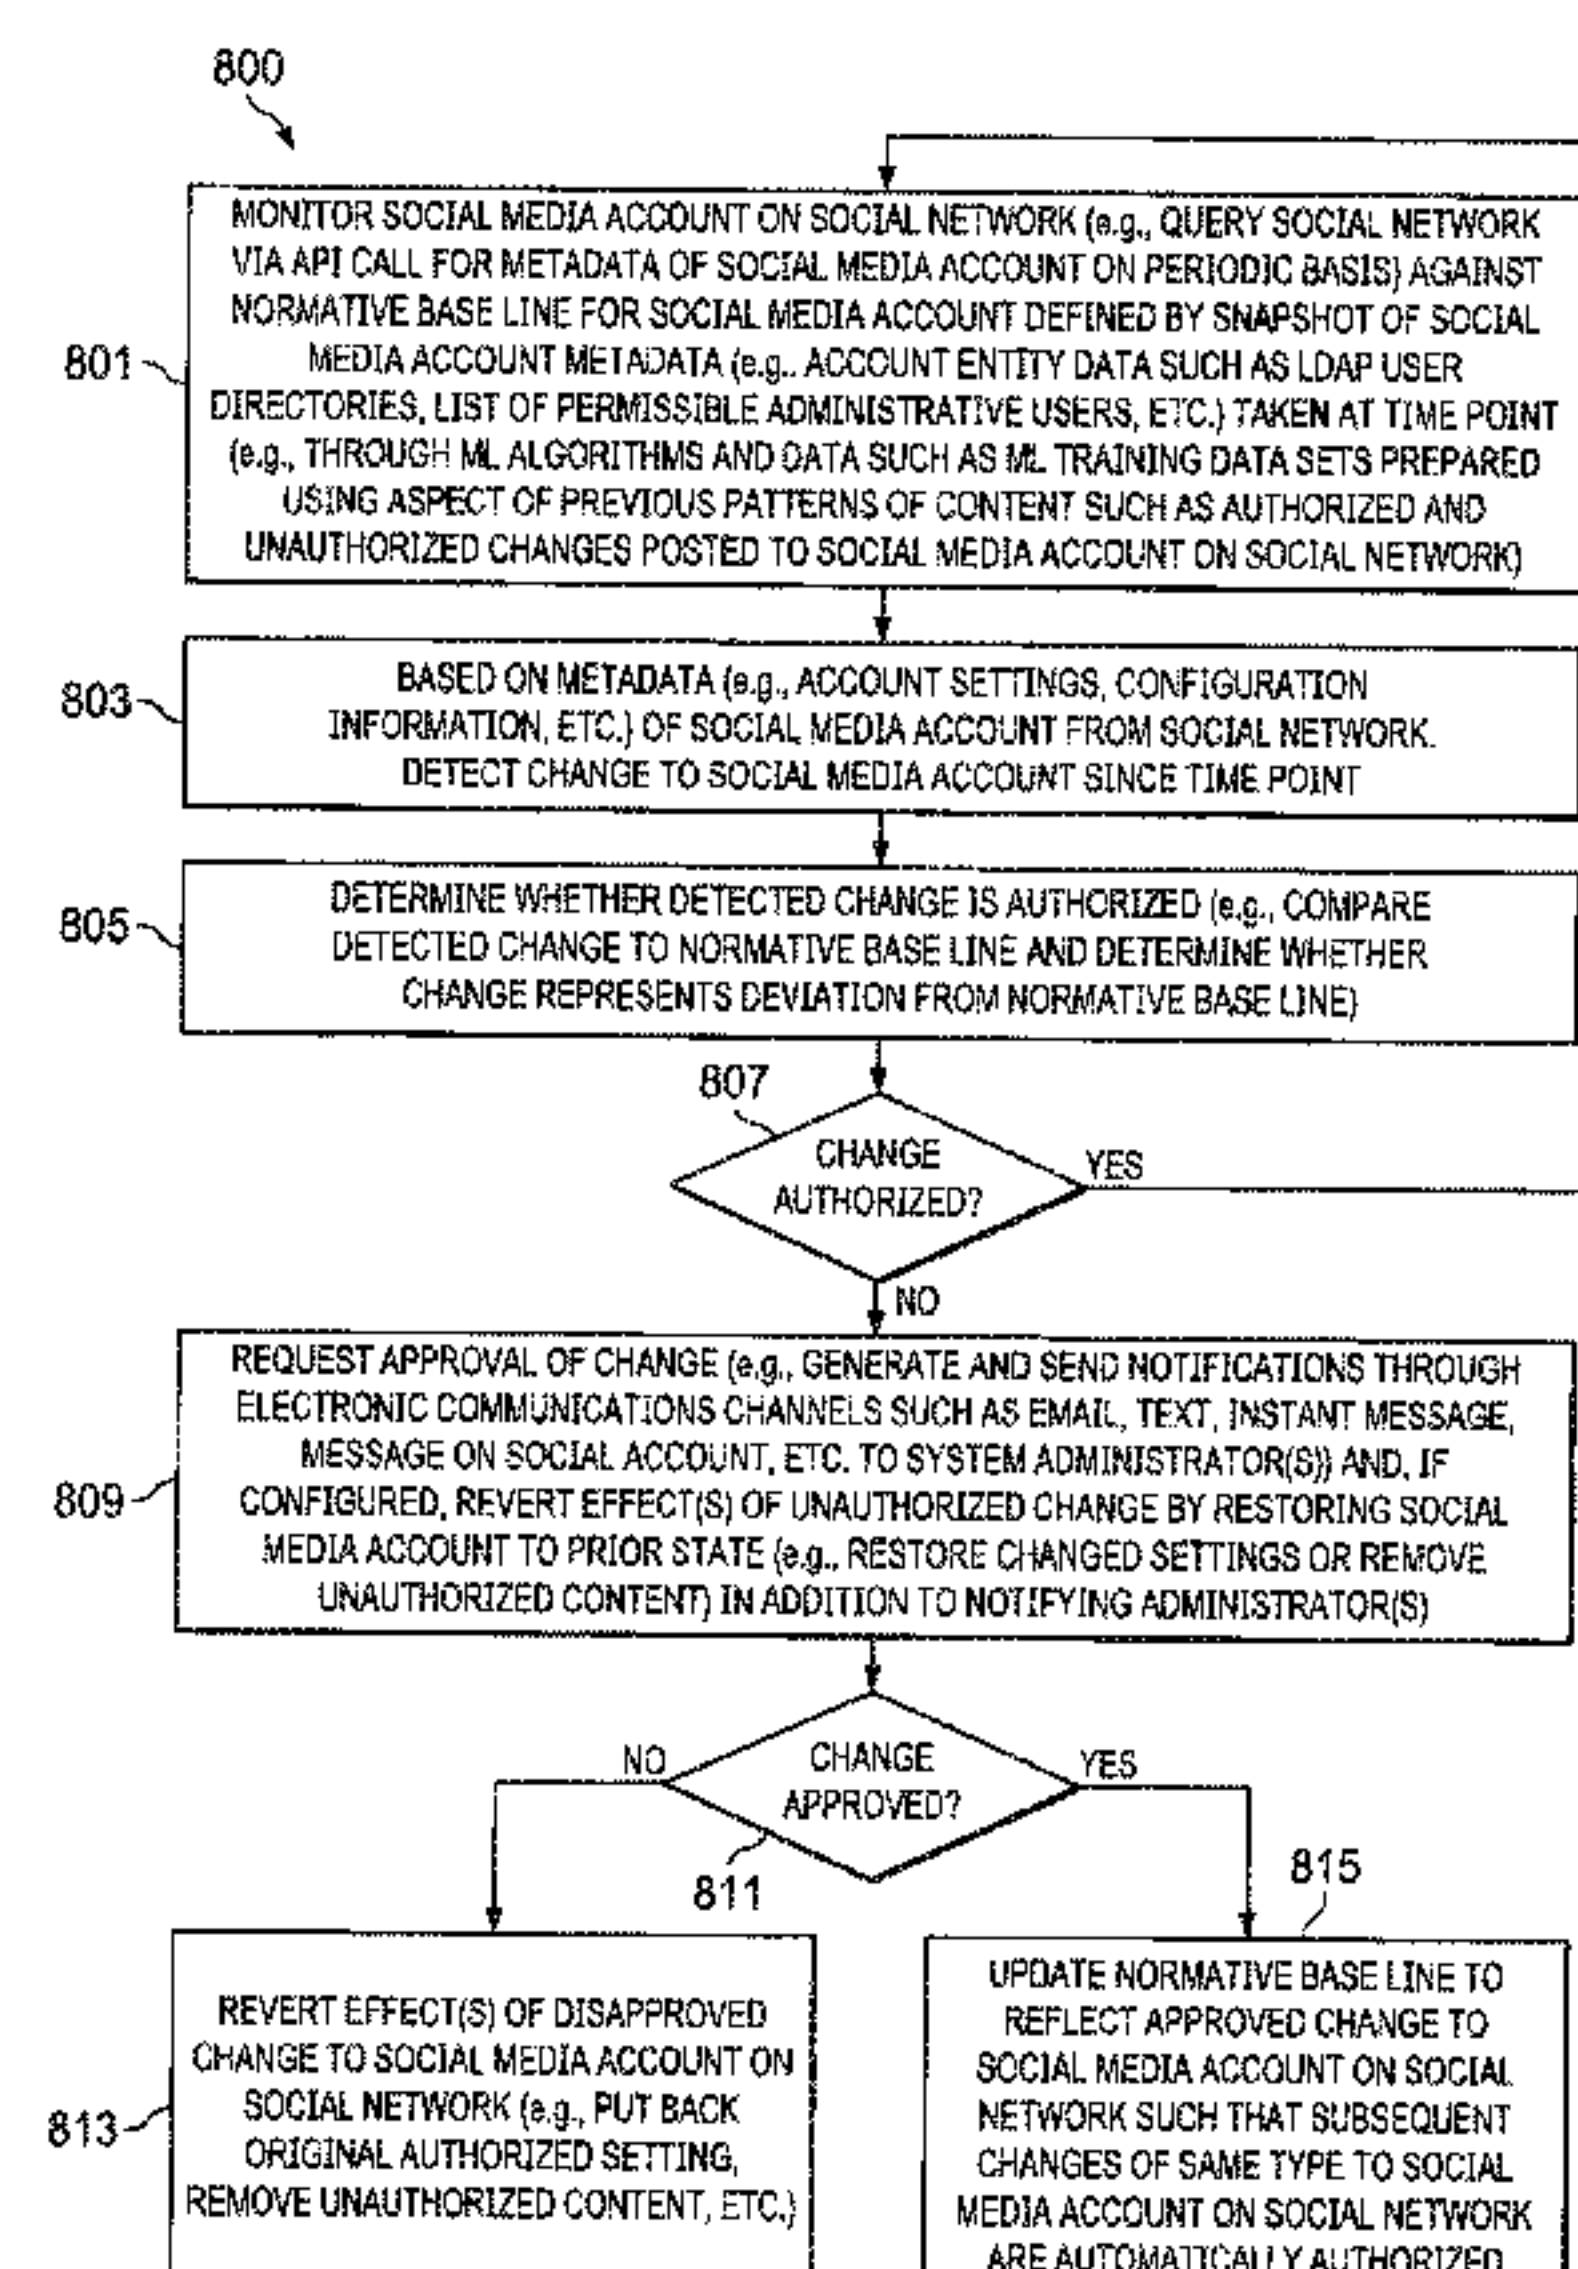 800
801
MONITOR SOCIAL MEDIA ACCOUNT ON SOCIAL NETWORK (e.g., QUERY SOCIAL NETWORK
VIA API CALL FOR METADATA OF SOCIAL MEDIA ACCOUNT ON PERIODIC BASIS) AGAINST
NORMATIVE BASE LINE FOR SOCIAL MEDIA ACCOUNT DEFINED BY SNAPSHOT OF SOCIAL
MEDIA ACCOUNT METADATA (e.g., ACCOUNT ENTITY DATA SUCH AS LDAP USER
DIRECTORIES, LIST OF PERMISSIBLE ADMINISTRATIVE USERS, ETC.) TAKEN AT TIME POINT
(e.g., THROUGH ML ALGORITHMS AND DATA SUCH AS ML TRAINING DATA SETS PREPARED
USING ASPECT OF PREVIOUS PATTERNS OF CONTENT SUCH AS AUTHORIZED AND
UNAUTHORIZED CHANGES POSTED TO SOCIAL MEDIA ACCOUNT ON SOCIAL NETWORK)
803
BASED ON METADATA (e.g., ACCOUNT SETTINGS, CONFIGURATION
INFORMATION, ETC.) OF SOCIAL MEDIA ACCOUNT FROM SOCIAL NETWORK.
DETECT CHANGE TO SOCIAL MEDIA ACCOUNT SINCE TIME POINT
805
DETERMINE WHETHER DETECTED CHANGE IS AUTHORIZED (e.g., COMPARE
DETECTED CHANGE TO NORMATIVE BASE LINE AND DETERMINE WHETHER
CHANGE REPRESENTS DEVIATION FROM NORMATIVE BASE LINE)
807
CHANGE
AUTHORIZED?
YES
NO
809
REQUEST APPROVAL OF CHANGE (e.g., GENERATE AND SEND NOTIFICATIONS THROUGH
ELECTRONIC COMMUNICATIONS CHANNELS SUCH AS EMAIL, TEXT, INSTANT MESSAGE,
MESSAGE ON SOCIAL ACCOUNT, ETC. TO SYSTEM ADMINISTRATOR(S)) AND, IF
CONFIGURED, REVERT EFFECT(S) OF UNAUTHORIZED CHANGE BY RESTORING SOCIAL
MEDIA ACCOUNT TO PRIOR STATE (e.g., RESTORE CHANGED SETTINGS OR REMOVE
UNAUTHORIZED CONTENT) IN ADDITION TO NOTIFYING ADMINISTRATOR(S)
NO
CHANGE
APPROVED?
YES
811
813
REVERT EFFECT(S) OF DISAPPROVED
CHANGE TO SOCIAL MEDIA ACCOUNT ON
SOCIAL NETWORK (e.g., PUT BACK
ORIGINAL AUTHORIZED SETTING,
REMOVE UNAUTHORIZED CONTENT, ETC.)
815
UPDATE NORMATIVE BASE LINE TO
REFLECT APPROVED CHANGE TO
SOCIAL MEDIA ACCOUNT ON SOCIAL
NETWORK SUCH THAT SUBSEQUENT
CHANGES OF SAME TYPE TO SOCIAL
MEDIA ACCOUNT ON SOCIAL NETWORK
ARE AUTOMATICALLY AUTHORIZED